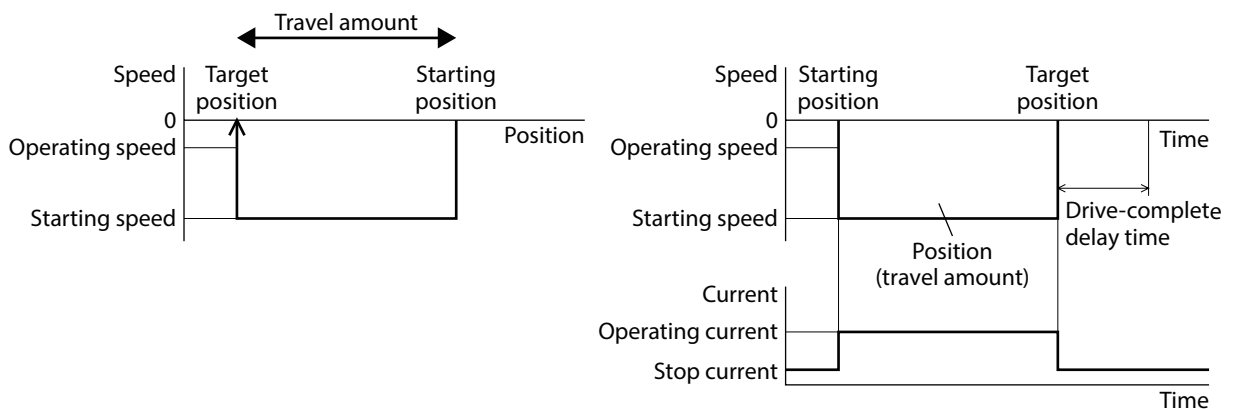 Travel amount
Speed
Target
position
Starting
position
0
Position
Operating speed
Starting speed
Speed
Starting
position
Target
position
0
Time
Operating speed
Starting speed
Drive-complete
delay time
Position
(travel amount)
Current
Operating current
Stop current
Time